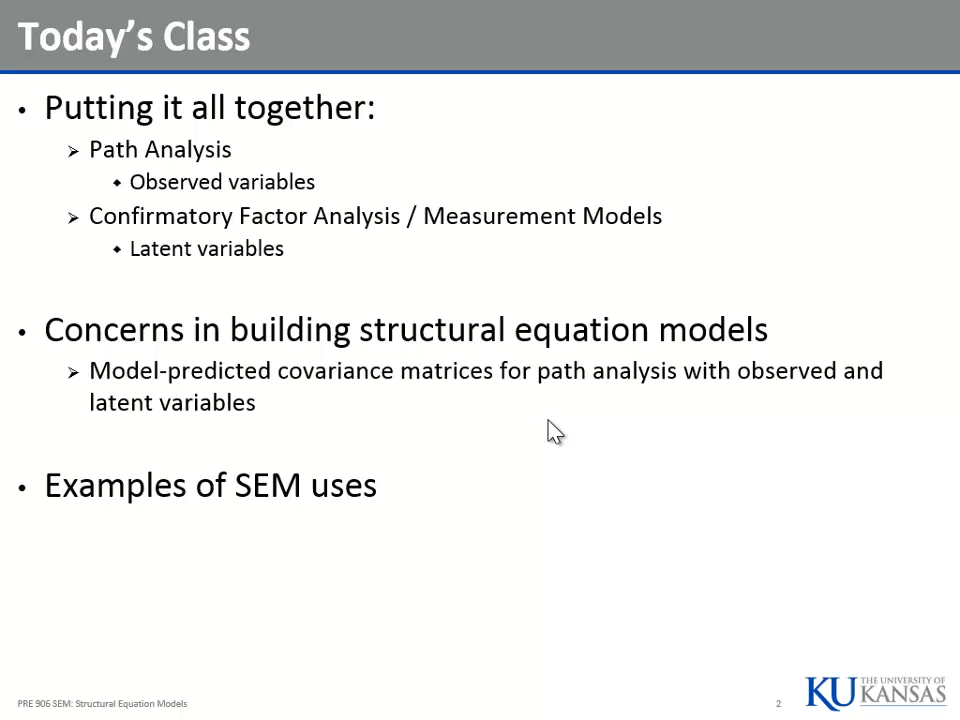 Today’s Class
• Putting it all together:
➢ Path Analysis
◆ Observed variables
➢ Confirmatory Factor Analysis / Measurement Models
◆ Latent variables
• Concerns in building structural equation models
➢ Model-predicted covariance matrices for path analysis with observed and
latent variables
• Examples of SEM uses
PRE 906 SEM: Structural Equation Models
2
KU THE UNIVERSITY OF
KANSAS